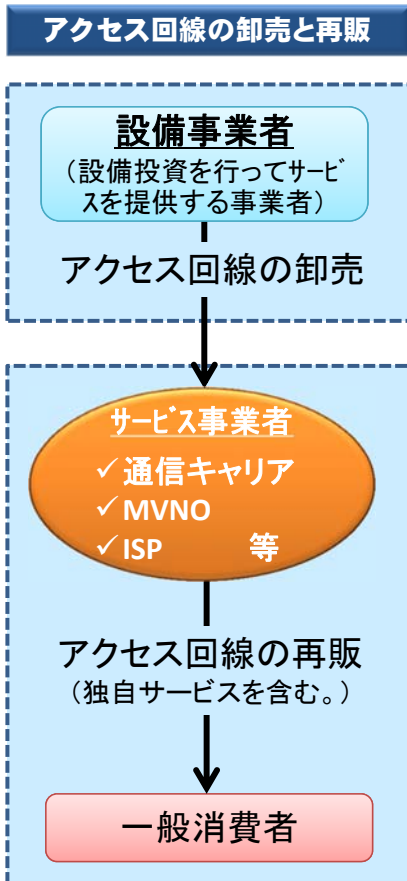 アクセス回線の卸売と再販
設備事業者
（設備投資を行ってサービ
スを提供する事業者）
アクセス回線の卸売
サービス事業者
✓通信キャリア
✓MVNO
✓ISP 等
アクセス回線の再販
（独自サービスを含む。）
一般消費者